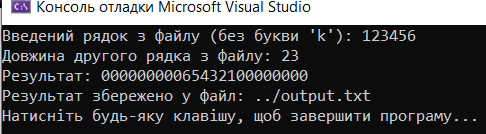 Консоль отладки Microsoft Visual Studio
Введений рядок з файлу (без букви 'k'): 123456
Довжина другого рядка з файлу: 23
Результат: 00000000065432100000000
Результат збережено у файл: ../output.txt
Натисніть будь-яку клавішу, щоб завершити програму...